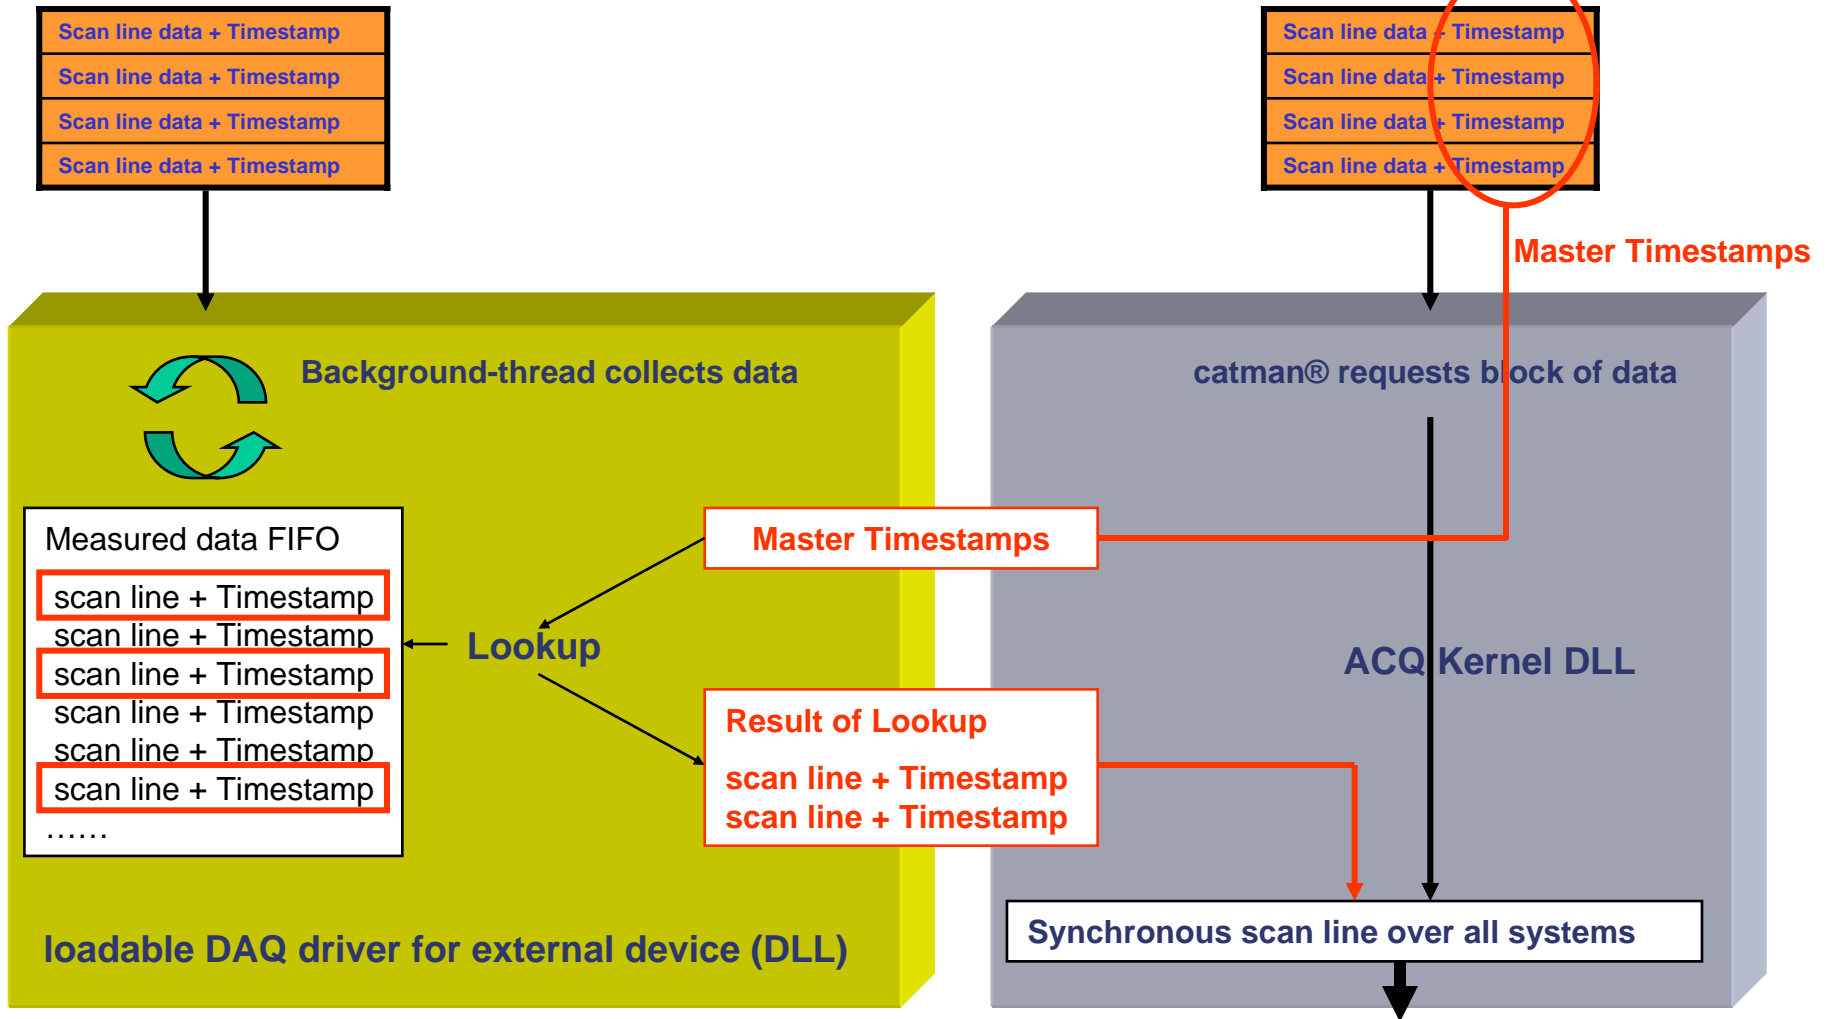 Scan line data + Timestamp
Scan line data + Timestamp
Scan line data + Timestamp
Scan line data + Timestamp
Scan line data + Timestamp
Scan line data + Timestamp
Scan line data + Timestamp
Scan line data + Timestamp
Master Timestamps
Background-thread collects data
catman® requests block of data
Measured data FIFO
scan line + Timestamp
scan line + Timestamp
scan line + Timestamp
scan line + Timestamp
scan line + Timestamp
scan line + Timestamp
……
Lookup
Master Timestamps
Result of Lookup
scan line + Timestamp
scan line + Timestamp
ACQ Kernel DLL
loadable DAQ driver for external device (DLL)
Synchronous scan line over all systems